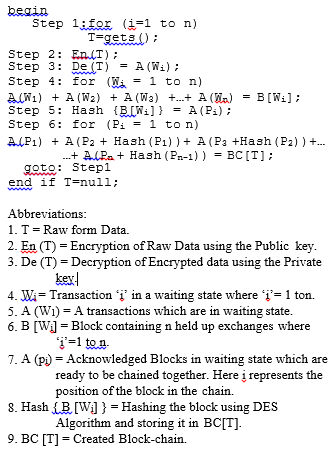 begin
Step 1:for (i=1 to n)
T=gets();
Step 2: En(T);
Step 3: De(T) = A(Wi);
Step 4: for (Wi = 1 to n)
A(W1) + A(W2) + A(W3) +…+ A(Wn) = B[Wi];
Step 5: Hash {B[Wi]} = A(Pi);
Step 6: for (Pi = 1 to n)
A(P1) + A(P2 + Hash(P1))+ A(P3 +Hash(P2))+…
…+ A(Pn + Hash(Pn-1)) = BC[T];
goto: Step1
end if T=null;
Abbreviations:
1. T = Raw form Data.
2. En (T) = Encryption of Raw Data using the Public key.
3. De (T) = Decryption of Encrypted data using the Private
key.
4. Wi = Transaction ‘i’ in a waiting state where ‘i’= 1 ton.
5. A (W1) = A transactions which are in waiting state.
6. B [Wi] = Block containing n held up exchanges where
‘i’=1 to n.
7. A (pi) = Acknowledged Blocks in waiting state which are
ready to be chained together. Here i represents the
position of the block in the chain.
8. Hash { B [Wi] } = Hashing the block using DES
Algorithm and storing it in BC[T].
9. BC [T] = Created Block-chain.